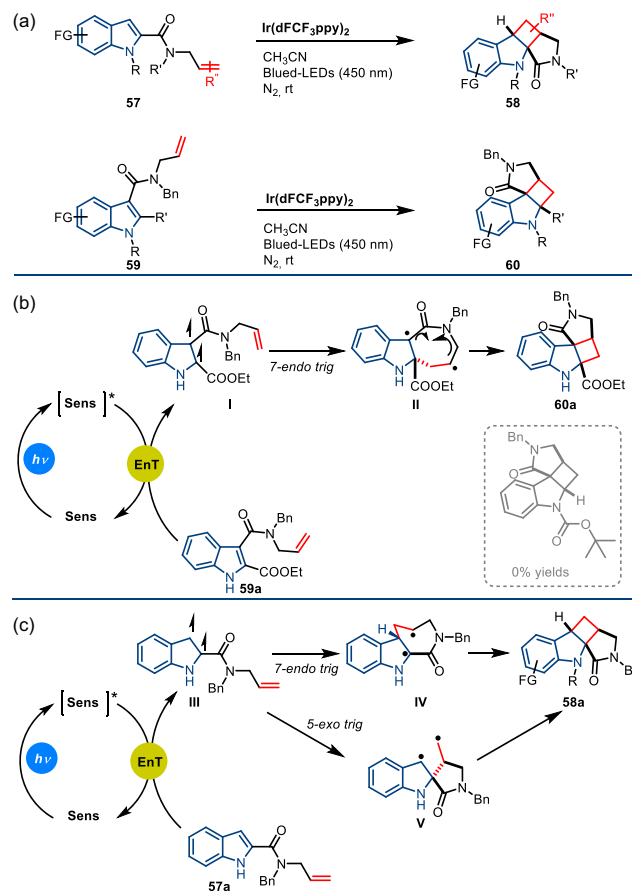 (a)
FG
N
R
O
N
R'
R"
57
Ir(dFCF₃ppy)₂
CH₃CN
Blued-LEDs (450 nm)
N₂, rt
H
R"
FG
N
R
O
N
R'
58
O
N
Bn
FG
R'
N
R
59
Ir(dFCF₃ppy)₂
CH₃CN
Blued-LEDs (450 nm)
N₂, rt
Bn
N
O
FG
N
R
R'
60
(b)
O
N
Bn
N
H
COOEt
I
7-endo trig
O
Bn
N
N
H
COOEt
II
Bn
N
O
N
H
COOEt
60a
[Sens]*
hν
EnT
Sens
O
Bn
N
N
H
CO₂Et
59a
Bn
N
O
H
N
O
O
0% yields
(c)
N
H
O
N
Bn
III
7-endo trig
H
N
H
N
Bn
O
IV
H
FG
N
R
O
N
B
58a
5-exo trig
N
H
O
N
Bn
V
[Sens]*
hν
EnT
Sens
N
H
O
N
Bn
57a